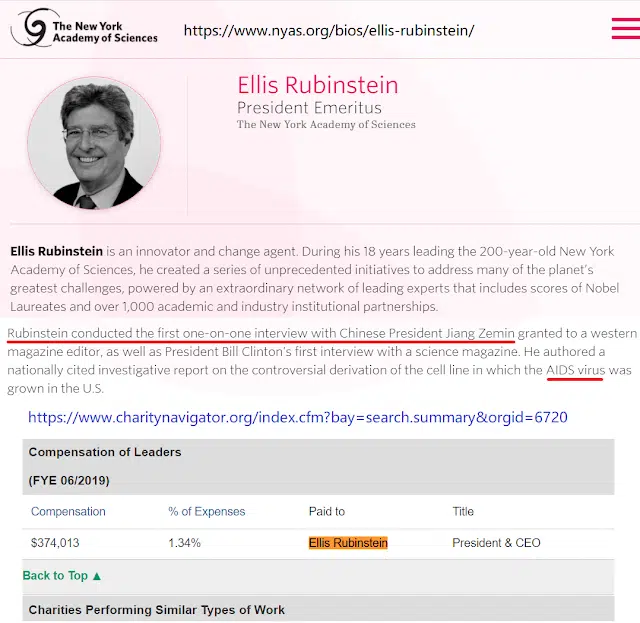 The New York
Academy of Sciences
https://www.nyas.org/bios/ellis-rubinstein/
Ellis Rubinstein
President Emeritus
The New York Academy of Sciences
Ellis Rubinstein is an innovator and change agent. During his 18 years leading the 200-year-old New York
Academy of Sciences, he created a series of unprecedented initiatives to address many of the planet's
greatest challenges, powered by an extraordinary network of leading experts that includes scores of Nobel
Laureates and over 1,000 academic and industry institutional partnerships.
Rubinstein conducted the first one-on-one interview with Chinese President Jiang Zemin granted to a western
magazine editor, as well as President Bill Clinton's first interview with a science magazine. He authored a
nationally cited investigative report on the controversial derivation of the cell line in which the AIDS virus was
grown in the U.S.
https://www.charitynavigator.org/index.cfm?bay=search.summary&orgid=6720
Compensation of Leaders
(FYE 06/2019)
Compensation % of Expenses Paid to Title
$374,013 1.34% Ellis Rubinstein President & CEO
Back to Top ▲
Charities Performing Similar Types of Work